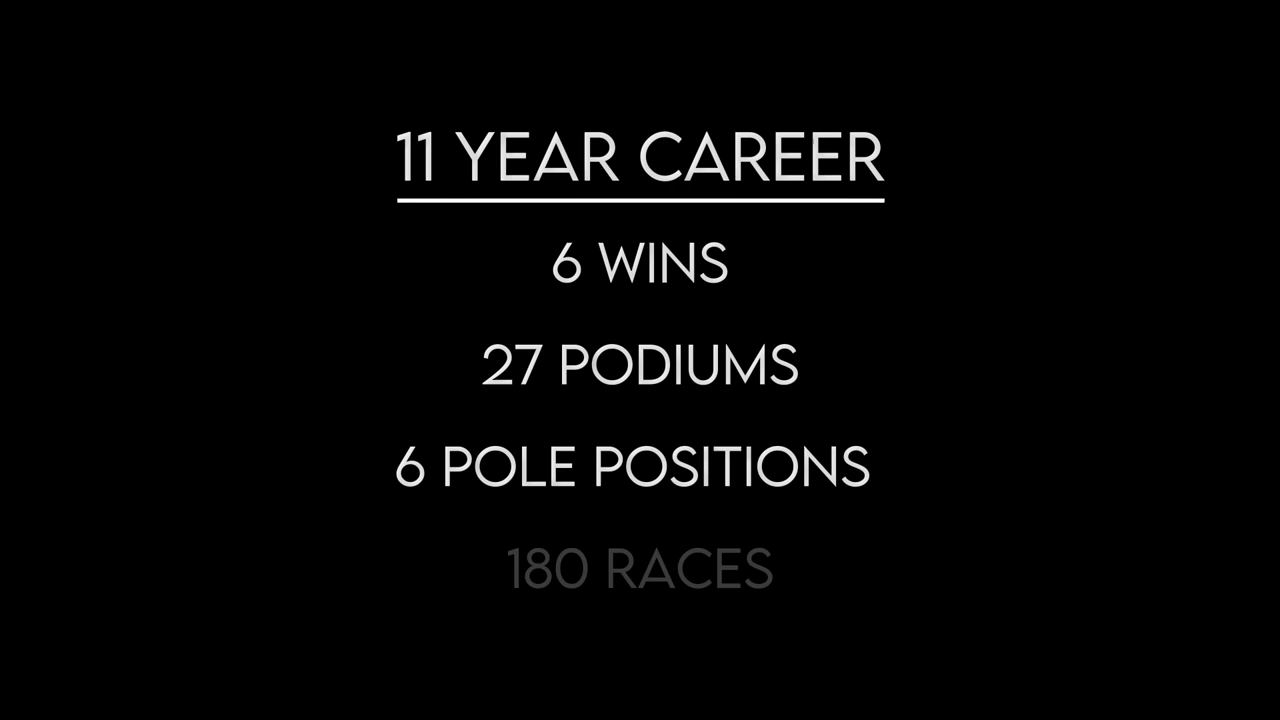 11 YEAR CAREER
6 WINS
27 PODIUMS
6 POLE POSITIONS
180 RACES